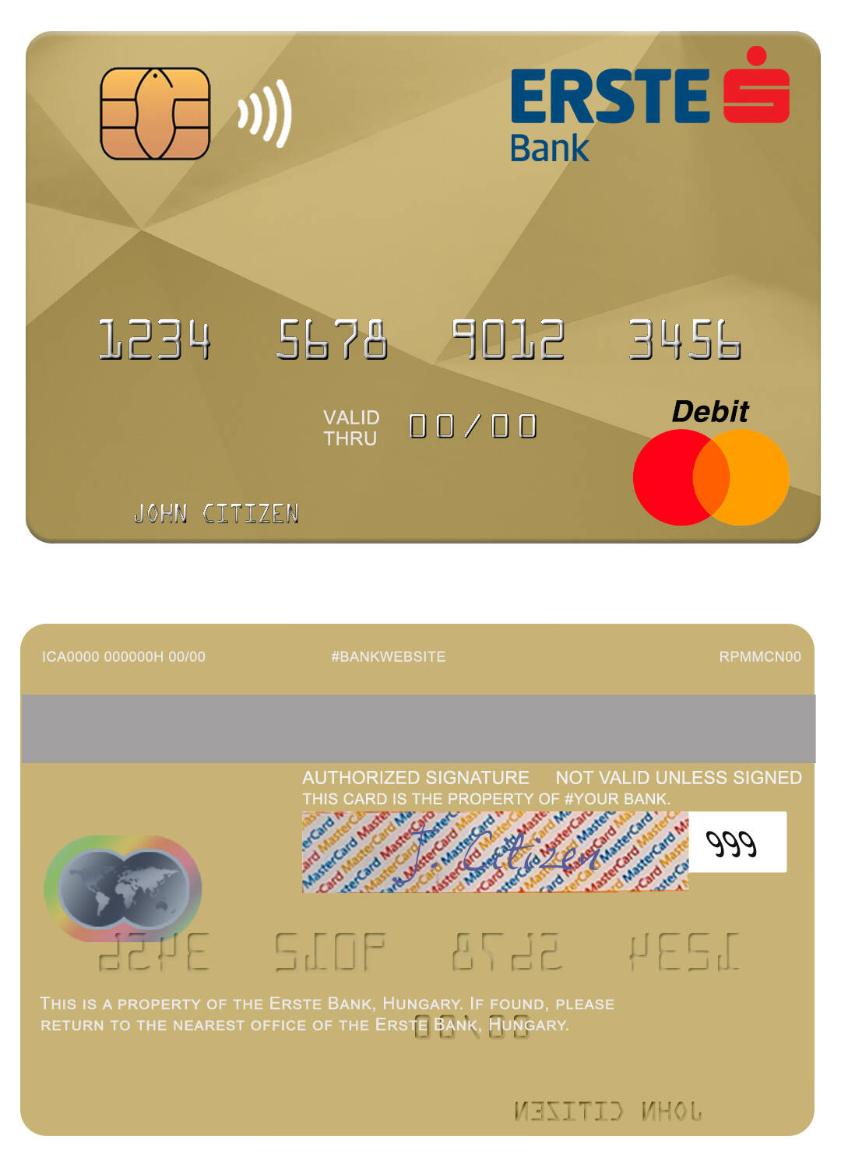 ERSTE
Bank
1234 5678 9012 3456
VALID THRU 00/00
Debit
JOHN CITIZEN
ICA0000 000000H 00/00 #BANKWEBSITE RPMMCN00
AUTHORIZED SIGNATURE NOT VALID UNLESS SIGNED
THIS CARD IS THE PROPERTY OF #YOUR BANK.
MasterCard MasterCard MasterCard
J. Citizen 999
1234 5678 9012 3456
THIS IS A PROPERTY OF THE ERSTE BANK, HUNGARY. IF FOUND, PLEASE
RETURN TO THE NEAREST OFFICE OF THE ERSTE BANK, HUNGARY.
00/00
JOHN CITIZEN